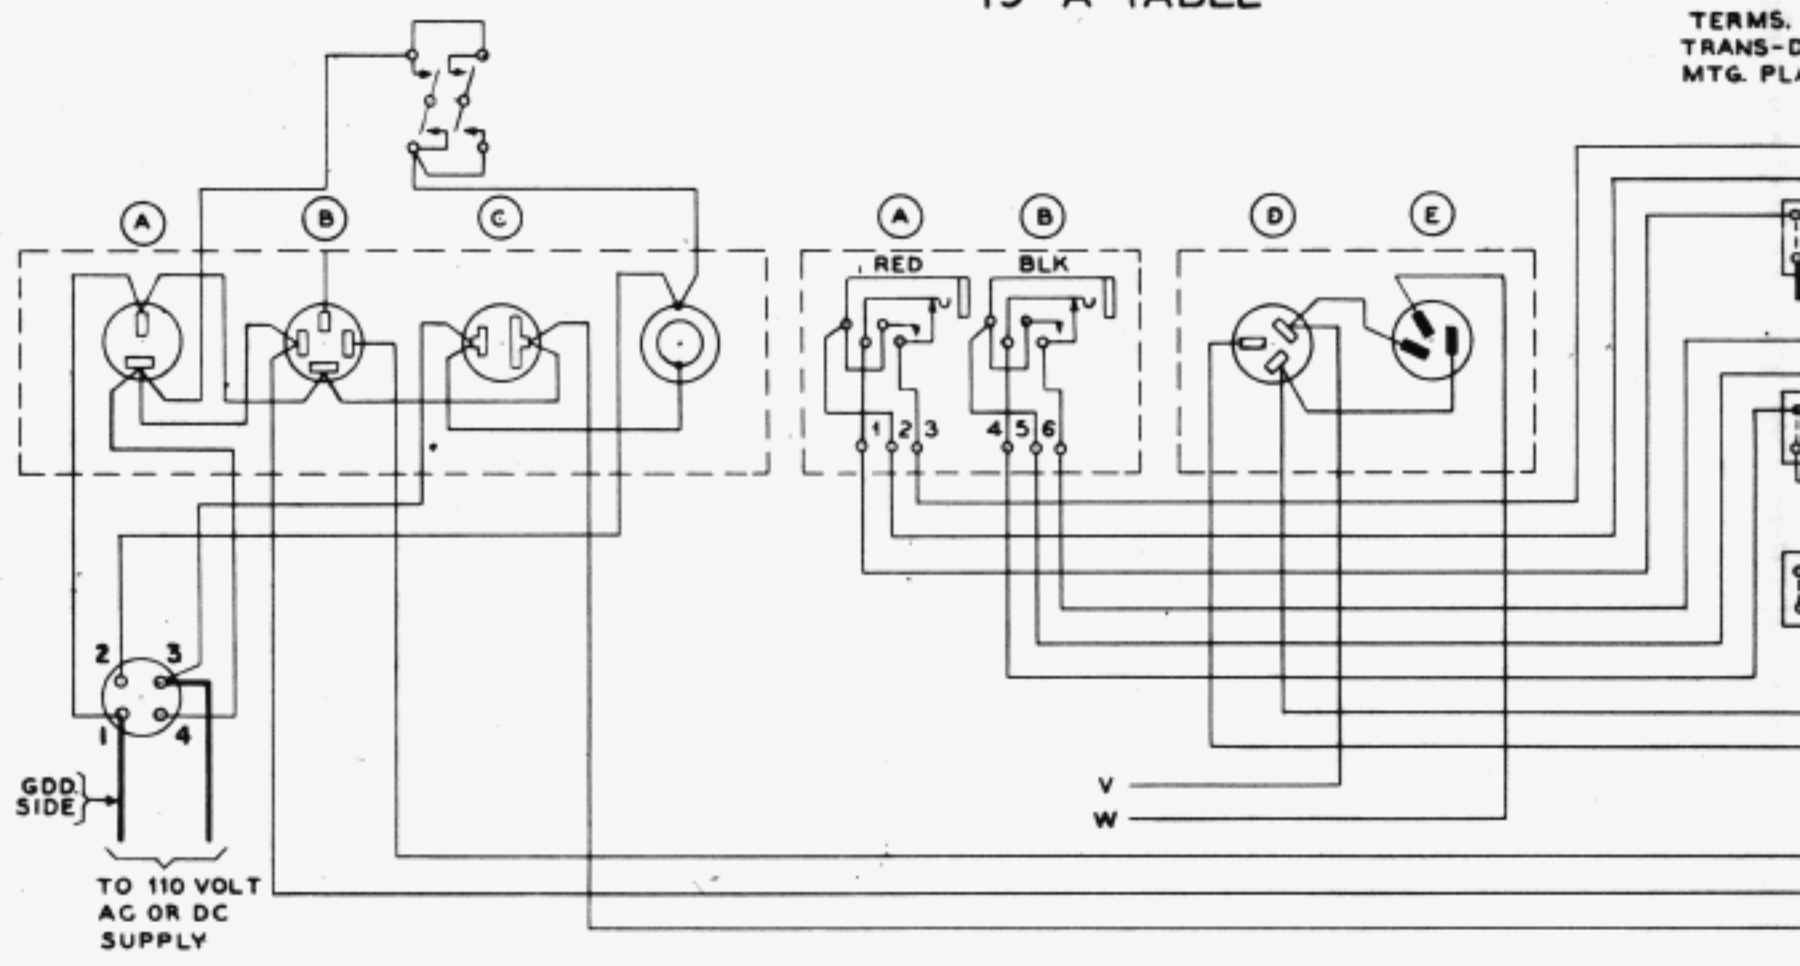 TABLE
TERMS.
TRANS-D
MTG. PLA
A
B
C
A
B
D
E
RED
BLK
1 2 3
4 5 6
2 3
1 4
GDD.
SIDE
V
W
TO 110 VOLT
AC OR DC
SUPPLY